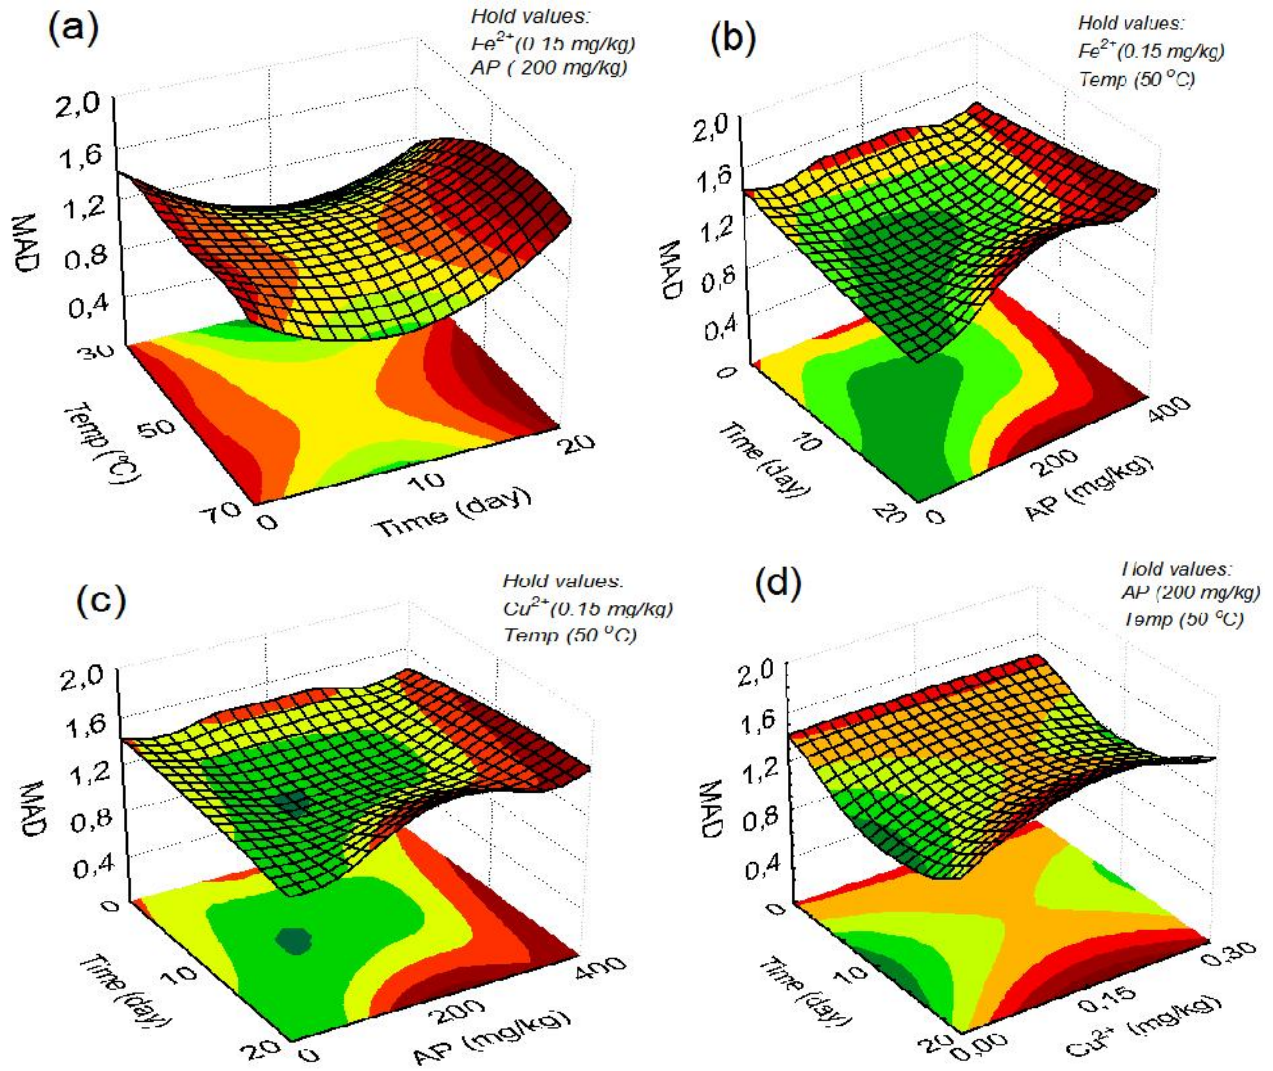 (a)
Hold values:
Fe²⁺(0.15 mg/kg)
AP ( 200 mg/kg)
2,0
1,6
1,2
0,8
0,4
MAD
30
50
70
Temp (°C)
0
10
20
Time (day)
(b)
Hold values:
Fe²⁺(0.15 mg/kg)
Temp (50 °C)
2,0
1,6
1,2
0,8
0,4
MAD
0
10
20
Time (day)
0
200
400
AP (mg/kg)
(c)
Hold values:
Cu²⁺(0.15 mg/kg)
Temp (50 °C)
2,0
1,6
1,2
0,8
0,4
MAD
0
10
20
Time (day)
0
200
400
AP (mg/kg)
(d)
Hold values:
AP (200 mg/kg)
Temp (50 °C)
2,0
1,6
1,2
0,8
0,4
MAD
0
10
20
Time (day)
0,00
0,15
0,30
Cu²⁺ (mg/kg)